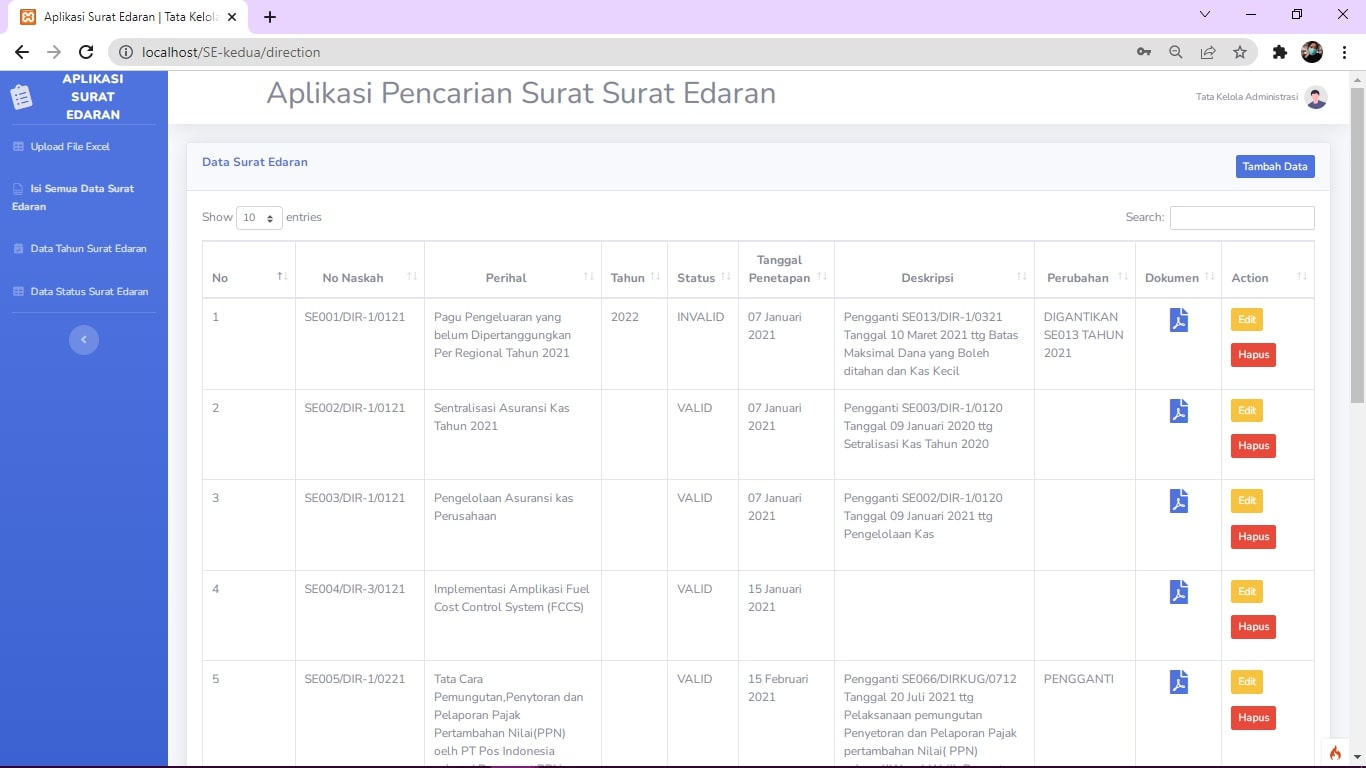 Aplikasi Surat Edaran | Tata Kelola
localhost/SE-kedua/direction
APLIKASI
SURAT
EDARAN
Upload File Excel
Isi Semua Data Surat
Edaran
Data Tahun Surat Edaran
Data Status Surat Edaran
Aplikasi Pencarian Surat Surat Edaran
Tata Kelola Administrasi
Data Surat Edaran
Tambah Data
Show 10 entries
Search:
No No Naskah Perihal Tahun Status Tanggal Penetapan Deskripsi Perubahan Dokumen Action
1 SE001/DIR-1/0121 Pagu Pengeluaran yang 2022 INVALID 07 Januari Pengganti SE013/DIR-1/0321 DIGANTIKAN Edit
belum Dipertanggungkan 2021 Tanggal 10 Maret 2021 ttg Batas SE013 TAHUN
Per Regional Tahun 2021 Maksimal Dana yang Boleh 2021 Hapus
ditahan dan Kas Kecil
2 SE002/DIR-1/0121 Sentralisasi Asuransi Kas VALID 07 Januari Pengganti SE003/DIR-1/0120 Edit
Tahun 2021 2021 Tanggal 09 Januari 2020 ttg
Setralisasi Kas Tahun 2020 Hapus
3 SE003/DIR-1/0121 Pengelolaan Asuransi kas VALID 07 Januari Pengganti SE002/DIR-1/0120 Edit
Perusahaan 2021 Tanggal 09 Januari 2021 ttg
Pengelolaan Kas Hapus
4 SE004/DIR-3/0121 Implementasi Amplikasi Fuel VALID 15 Januari Edit
Cost Control System (FCCS) 2021
Hapus
5 SE005/DIR-1/0221 Tata Cara VALID 15 Februari Pengganti SE066/DIRKUG/0712 PENGGANTI Edit
Pemungutan,Penytoran dan 2021 Tanggal 20 Juli 2021 ttg
Pelaporan Pajak Pelaksanaan pemungutan Hapus
Pertambahan Nilai(PPN) Penyetoran dan Pelaporan Pajak
oelh PT Pos Indonesia pertambahan Nilai( PPN)